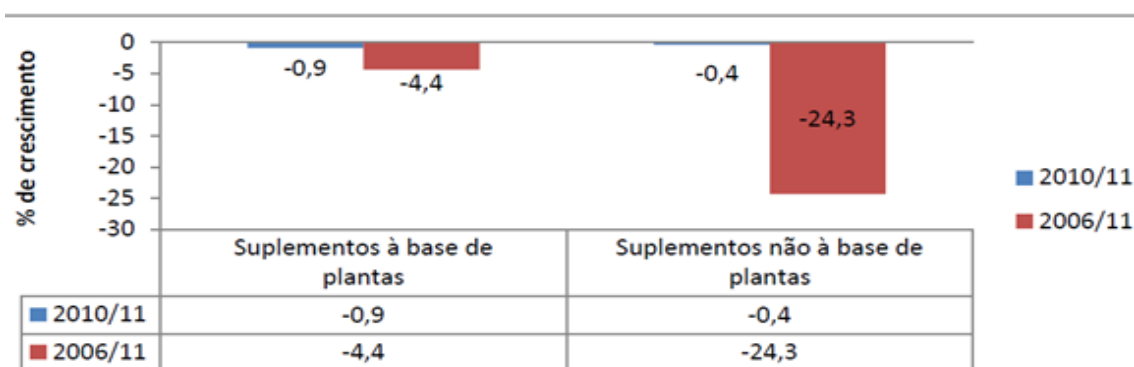 % de crescimento
0
-5
-10
-15
-20
-25
-30
-0,9
-4,4
-0,4
-24,3
2010/11
2006/11
Suplementos à base de
plantas
Suplementos não à base de
plantas
2010/11 -0,9 -0,4
2006/11 -4,4 -24,3